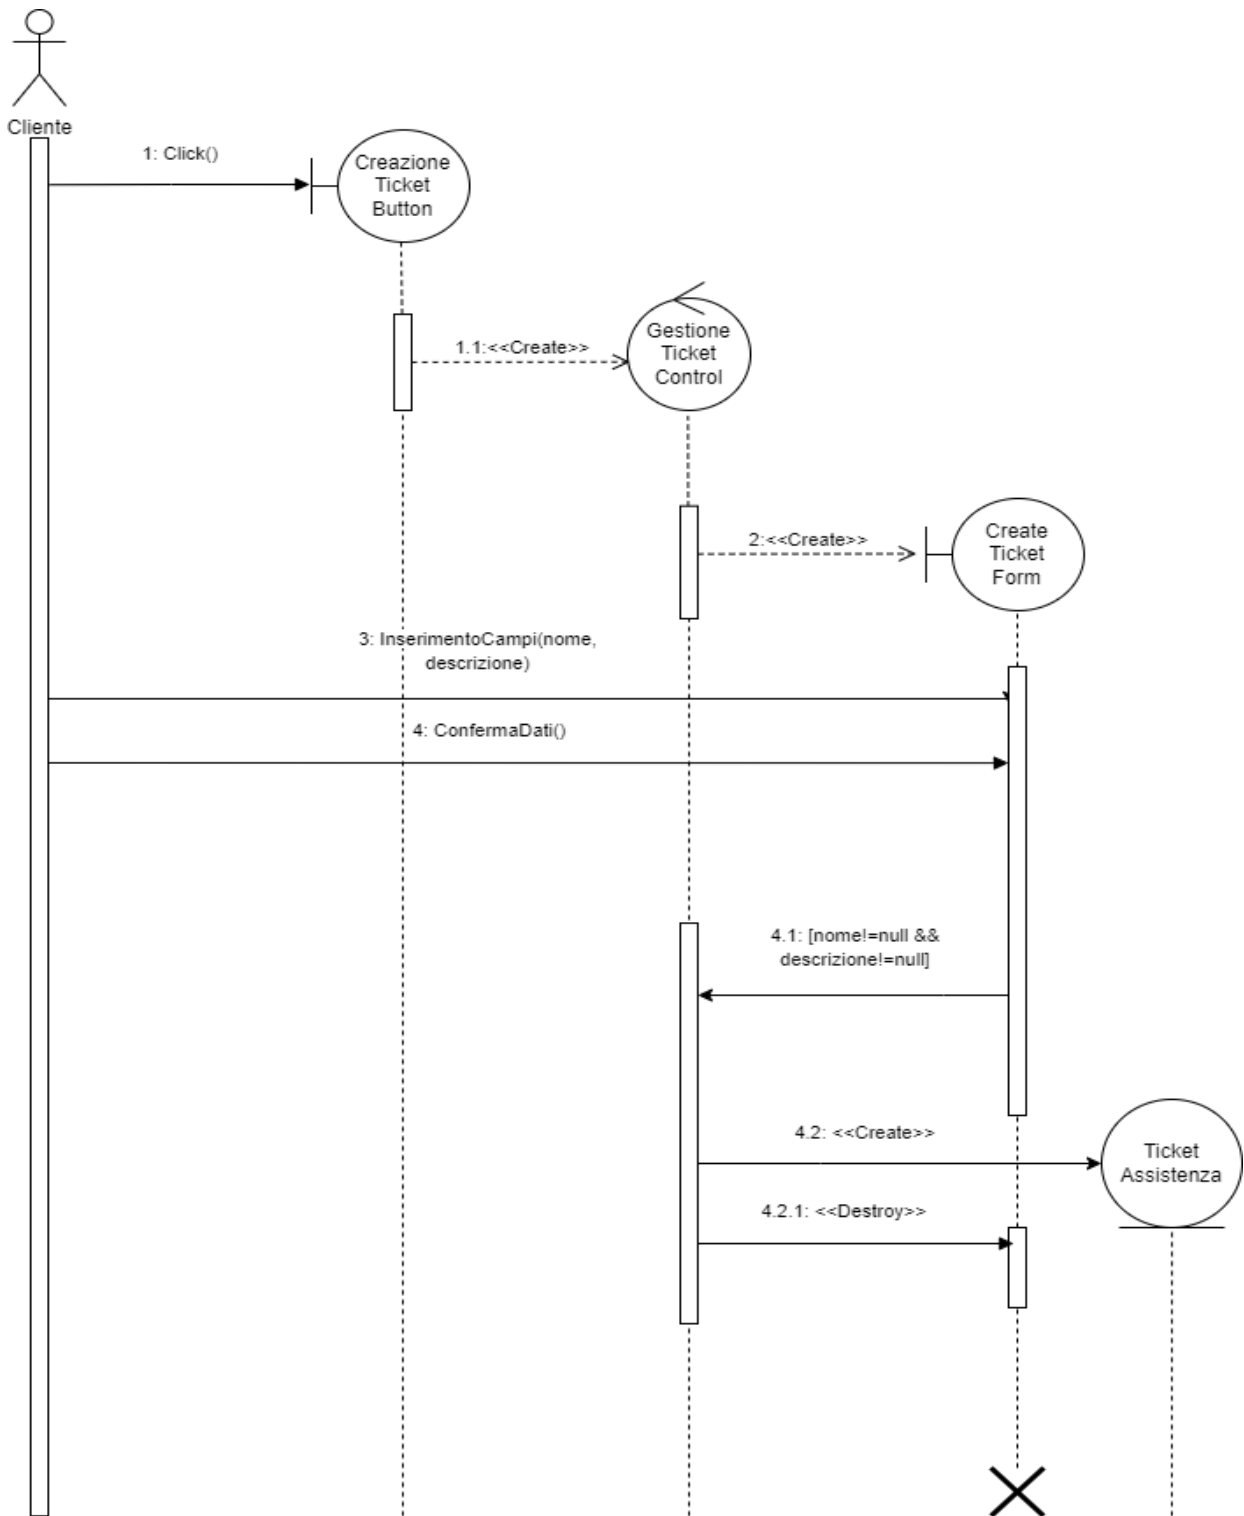 Cliente
1: Click()
Creazione
Ticket
Button
1.1:<<Create>>
Gestione
Ticket
Control
2:<<Create>>
Create
Ticket
Form
3: InserimentoCampi(nome,
descrizione)
4: ConfermaDati()
4.1: [nome!=null &&
descrizione!=null]
4.2: <<Create>>
Ticket
Assistenza
4.2.1: <<Destroy>>